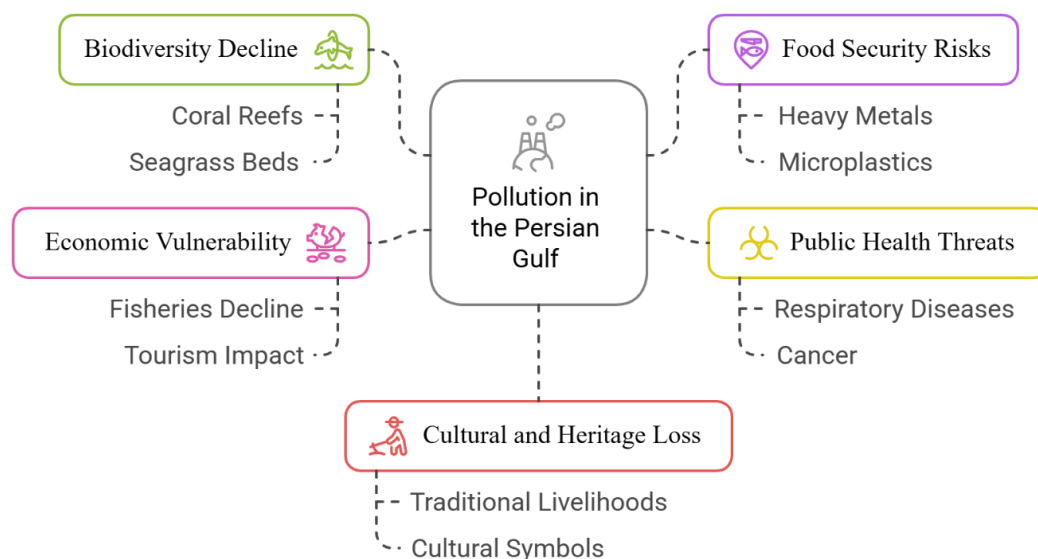 Biodiversity Decline
Coral Reefs
Seagrass Beds
Economic Vulnerability
Fisheries Decline
Tourism Impact
Pollution in
the Persian
Gulf
Food Security Risks
Heavy Metals
Microplastics
Public Health Threats
Respiratory Diseases
Cancer
Cultural and Heritage Loss
Traditional Livelihoods
Cultural Symbols